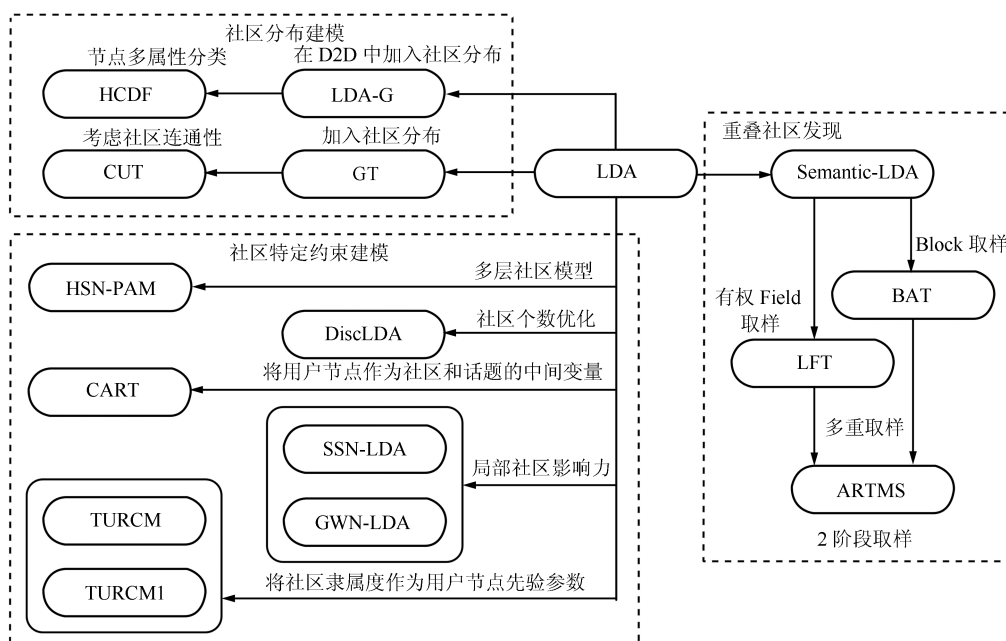 社区分布建模
节点多属性分类
在 D2D 中加入社区分布
HCDF
LDA-G
考虑社区连通性
加入社区分布
CUT
GT
LDA
重叠社区发现
Semantic-LDA
Block 取样
BAT
有权 Field
取样
LFT
多重取样
ARTMS
2 阶段取样
社区特定约束建模
HSN-PAM
多层社区模型
DiscLDA
社区个数优化
将用户节点作为社区和话题的中间变量
CART
SSN-LDA
局部社区影响力
GWN-LDA
TURCM
TURCM1
将社区隶属度作为用户节点先验参数